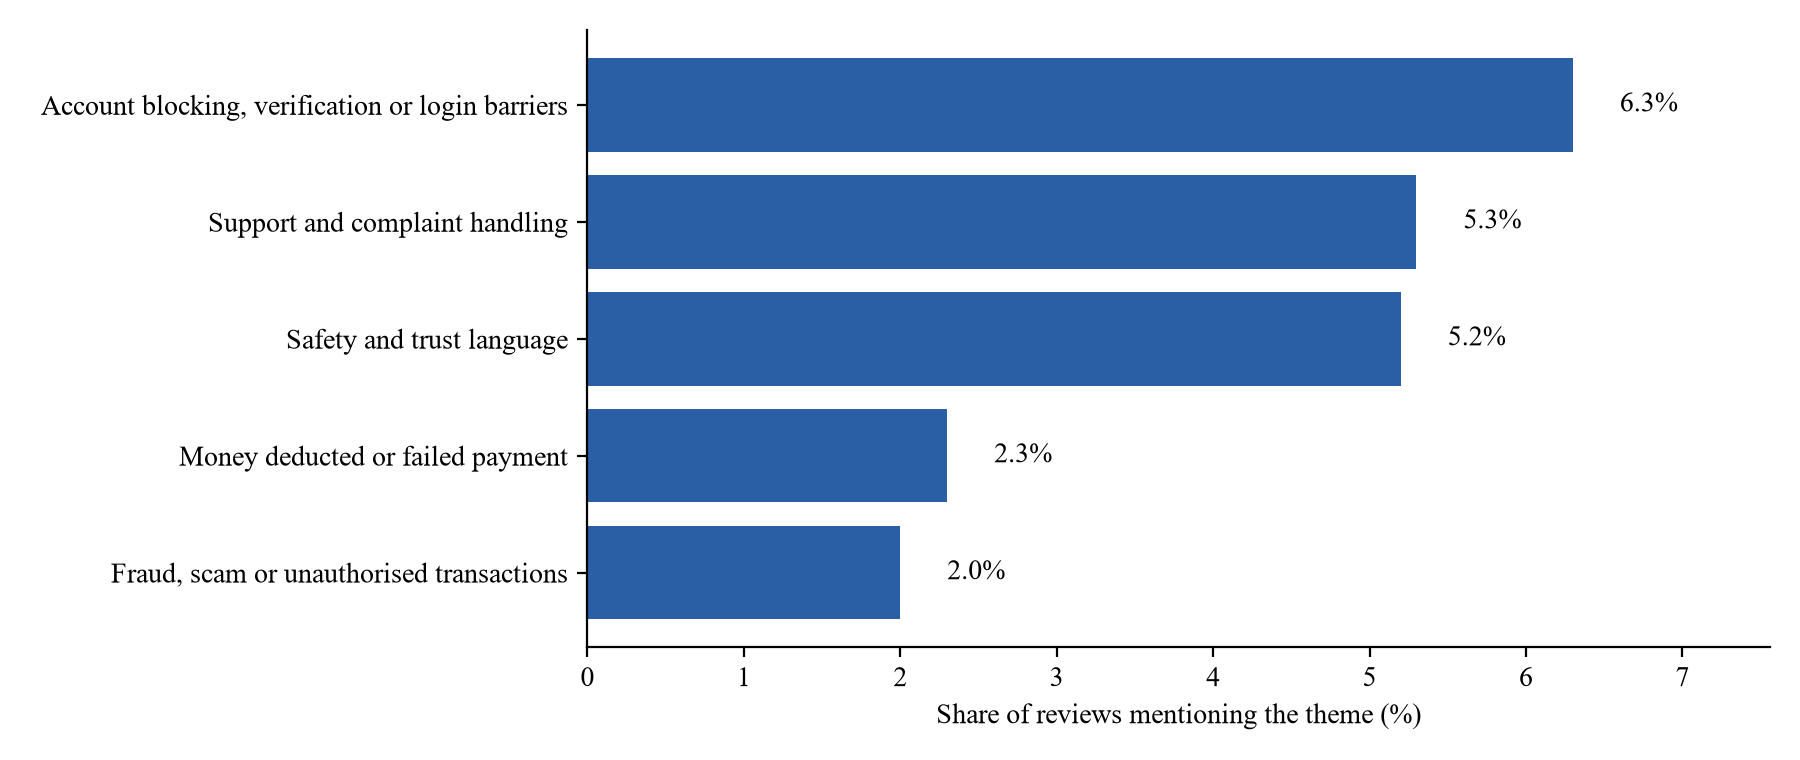 Account blocking, verification or login barriers 6.3%
Support and complaint handling 5.3%
Safety and trust language 5.2%
Money deducted or failed payment 2.3%
Fraud, scam or unauthorised transactions 2.0%
0 1 2 3 4 5 6 7
Share of reviews mentioning the theme (%)